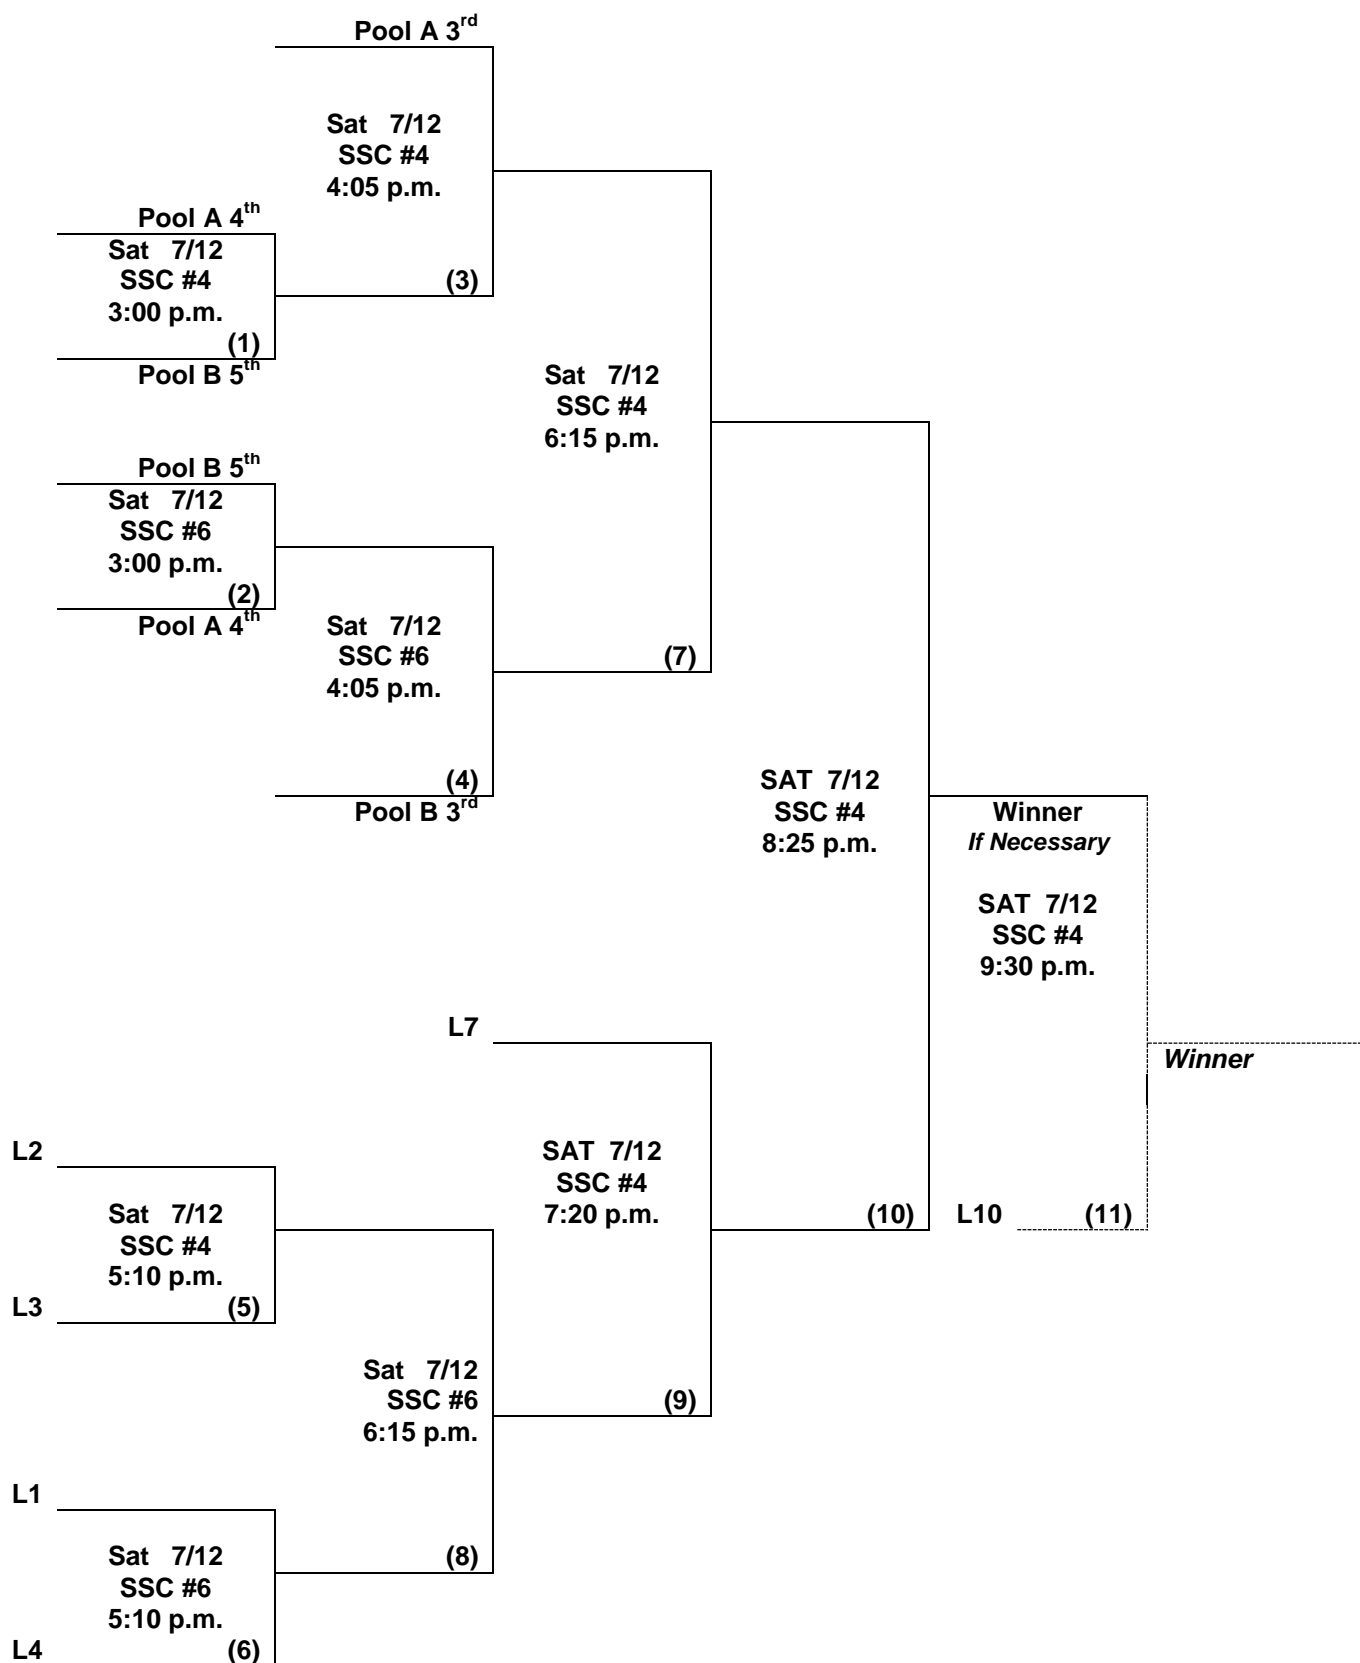 Pool A 3rd
Sat 7/12
SSC #4
4:05 p.m.
(3)
Pool A 4th
Sat 7/12
SSC #4
3:00 p.m.
(1)
Pool B 5th
Sat 7/12
SSC #4
6:15 p.m.
(7)
Pool B 5th
Sat 7/12
SSC #6
3:00 p.m.
(2)
Pool A 4th
Sat 7/12
SSC #6
4:05 p.m.
(4)
Pool B 3rd
SAT 7/12
SSC #4
8:25 p.m.
(10)
Winner
If Necessary
SAT 7/12
SSC #4
9:30 p.m.
L10 (11)
Winner
L7
SAT 7/12
SSC #4
7:20 p.m.
(9)
L2
Sat 7/12
SSC #4
5:10 p.m.
L3 (5)
Sat 7/12
SSC #6
6:15 p.m.
(8)
L1
Sat 7/12
SSC #6
5:10 p.m.
L4 (6)